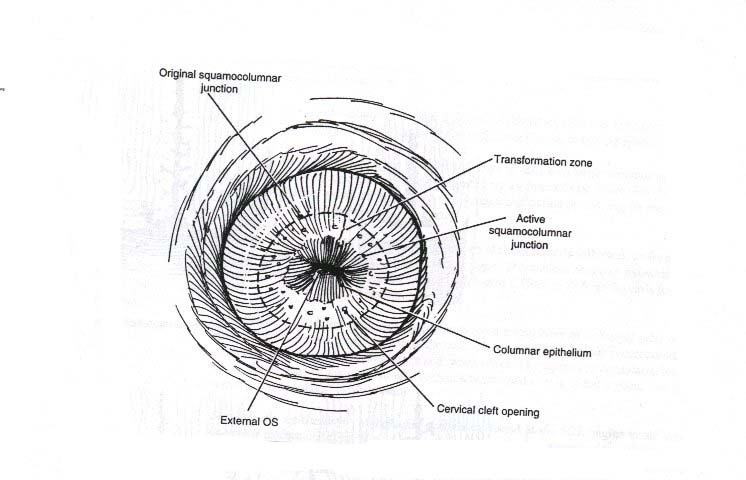 Original squamocolumnar
junction
Transformation zone
Active
squamocolumnar
junction
Columnar epithelium
Cervical cleft opening
External OS